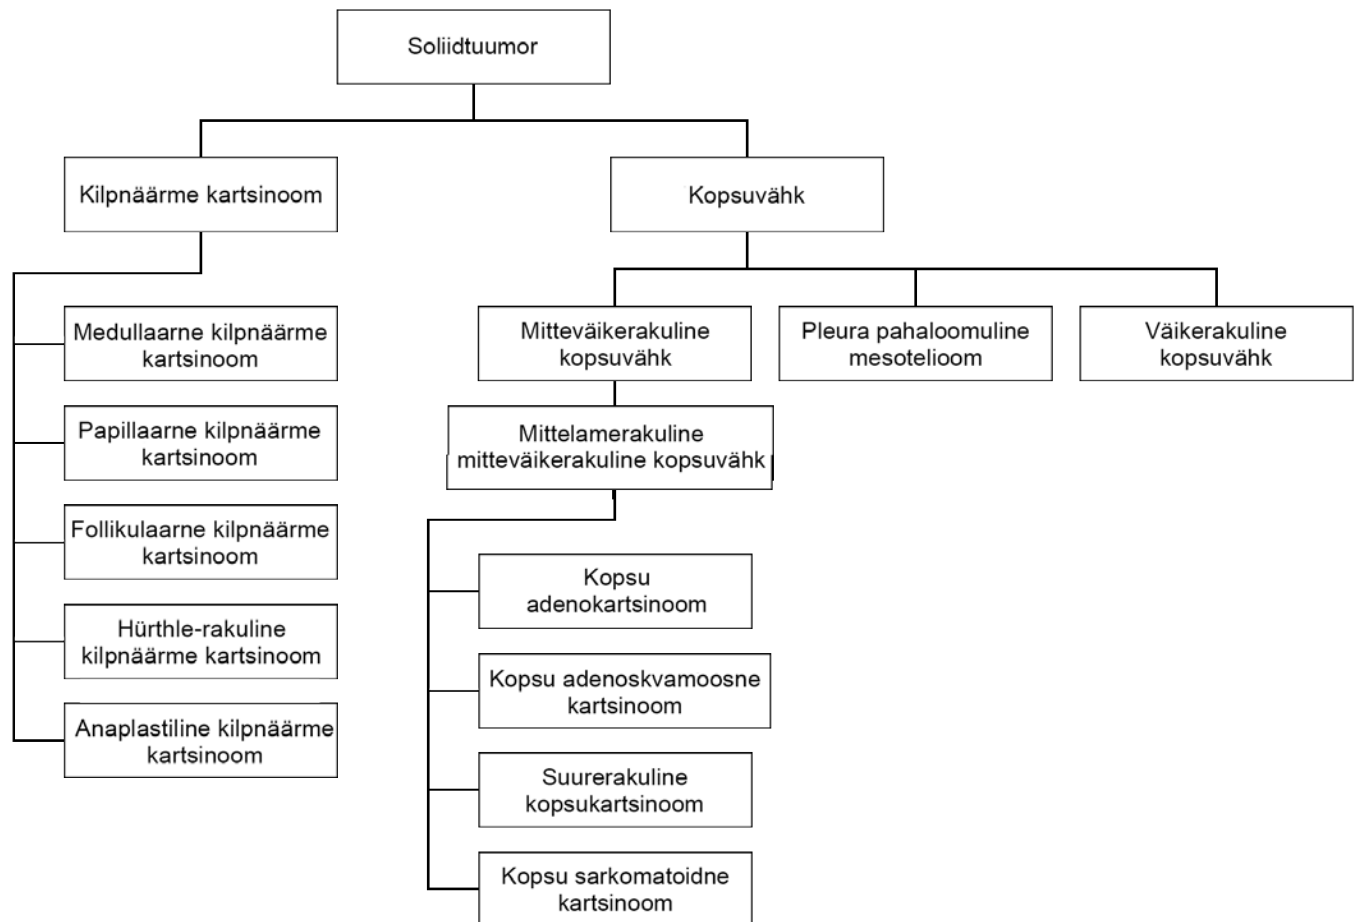 Soliidtuumor
Kilpnäärme kartsinoom
Kopsuvähk
Medullaarne kilpnäärme
kartsinoom
Papillaarne kilpnäärme
kartsinoom
Follikulaarne kilpnäärme
kartsinoom
Hürthle-rakuline
kilpnäärme kartsinoom
Anaplastiline kilpnäärme
kartsinoom
Mitteväikerakuline
kopsuvähk
Pleura pahaloomuline
mesotelioom
Väikerakuline
kopsuvähk
Mittelamerakuline
mitteväikerakuline kopsuvähk
Kopsu
adenokartsinoom
Kopsu adenoskvamoosne
kartsinoom
Suurerakuline
kopsukartsinoom
Kopsu sarkomatoidne
kartsinoom